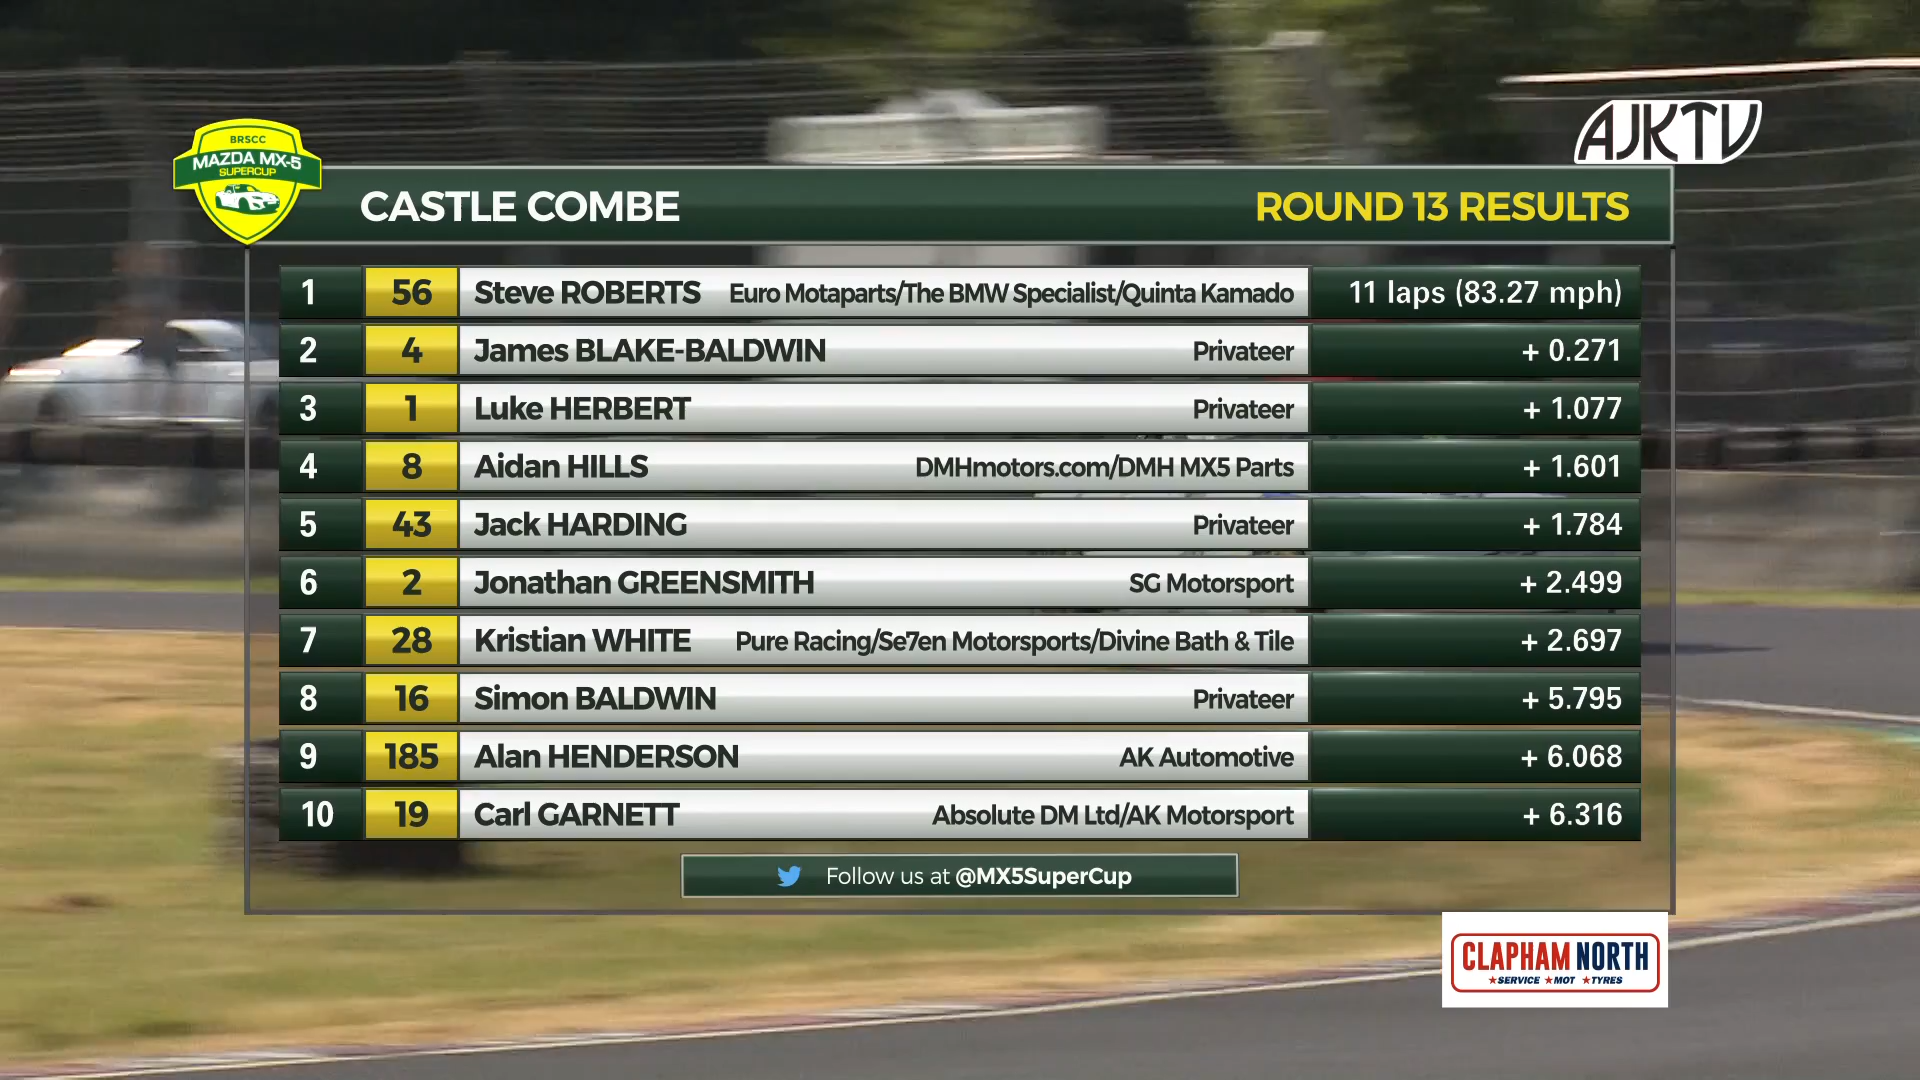 AJKTV
BRSCC
MAZDA MX-5
SUPERCUP
CASTLE COMBE ROUND 13 RESULTS
1 56 Steve ROBERTS Euro Motaparts/The BMW Specialist/Quinta Kamado 11 laps (83.27 mph)
2 4 James BLAKE-BALDWIN Privateer + 0.271
3 1 Luke HERBERT Privateer + 1.077
4 8 Aidan HILLS DMHmotors.com/DMH MX5 Parts + 1.601
5 43 Jack HARDING Privateer + 1.784
6 2 Jonathan GREENSMITH SG Motorsport + 2.499
7 28 Kristian WHITE Pure Racing/Se7en Motorsports/Divine Bath & Tile + 2.697
8 16 Simon BALDWIN Privateer + 5.795
9 185 Alan HENDERSON AK Automotive + 6.068
10 19 Carl GARNETT Absolute DM Ltd/AK Motorsport + 6.316
Follow us at @MX5SuperCup
CLAPHAM NORTH
★SERVICE ★MOT ★TYRES